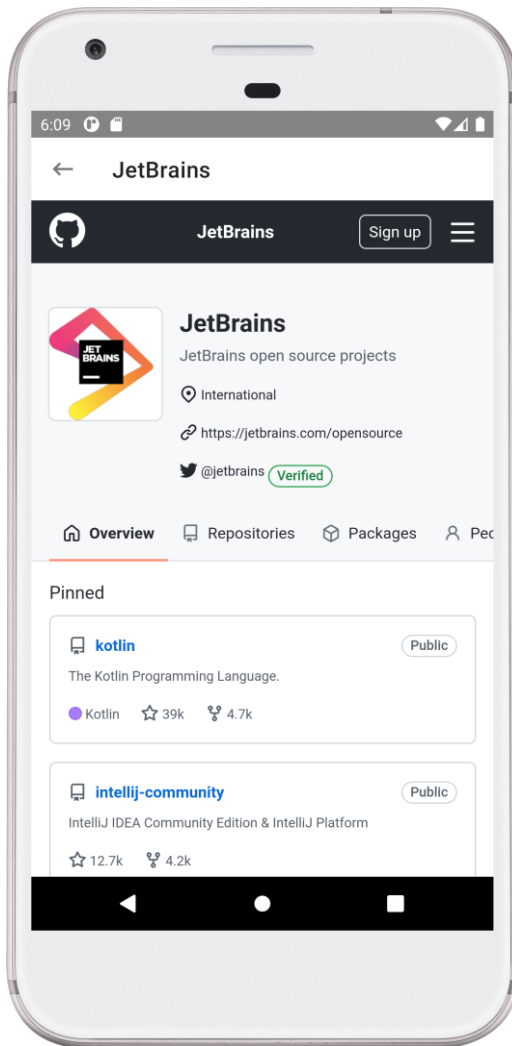 6:09
JetBrains
JetBrains
Sign up
JET
BRAINS
JetBrains
JetBrains open source projects
International
https://jetbrains.com/opensource
@jetbrains Verified
Overview Repositories Packages Pec
Pinned
kotlin Public
The Kotlin Programming Language.
Kotlin 39k 4.7k
intellij-community Public
IntelliJ IDEA Community Edition & IntelliJ Platform
12.7k 4.2k